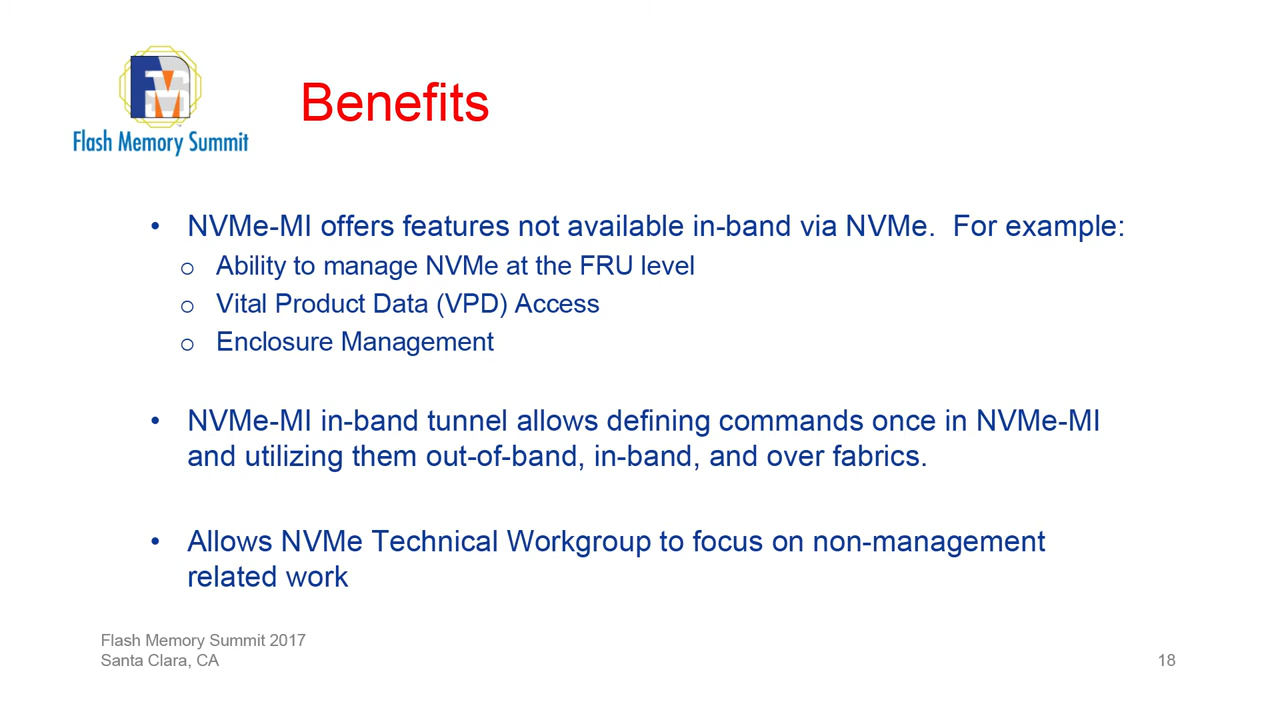 Flash Memory Summit
Benefits
• NVMe-MI offers features not available in-band via NVMe.  For example:
o Ability to manage NVMe at the FRU level
o Vital Product Data (VPD) Access
o Enclosure Management
• NVMe-MI in-band tunnel allows defining commands once in NVMe-MI
and utilizing them out-of-band, in-band, and over fabrics.
• Allows NVMe Technical Workgroup to focus on non-management
related work
Flash Memory Summit 2017
Santa Clara, CA
18